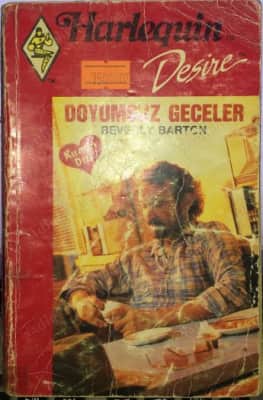 Harlequin
Desire
DOYUMSUZ GECELER
BEVERLY BARTON